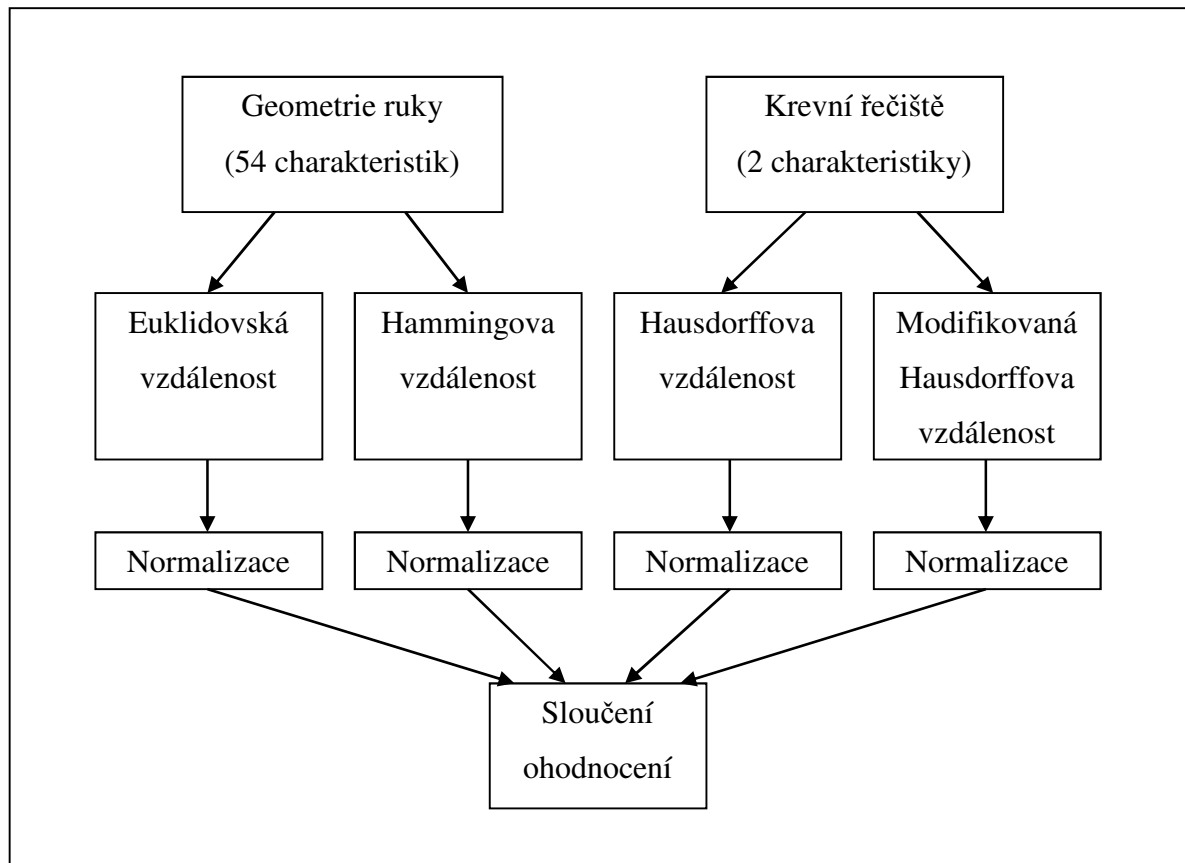 Geometrie ruky
(54 charakteristik)
Krevní řečiště
(2 charakteristiky)
Euklidovská
vzdálenost
Hammingova
vzdálenost
Hausdorffova
vzdálenost
Modifikovaná
Hausdorffova
vzdálenost
Normalizace
Normalizace
Normalizace
Normalizace
Sloučení
ohodnocení